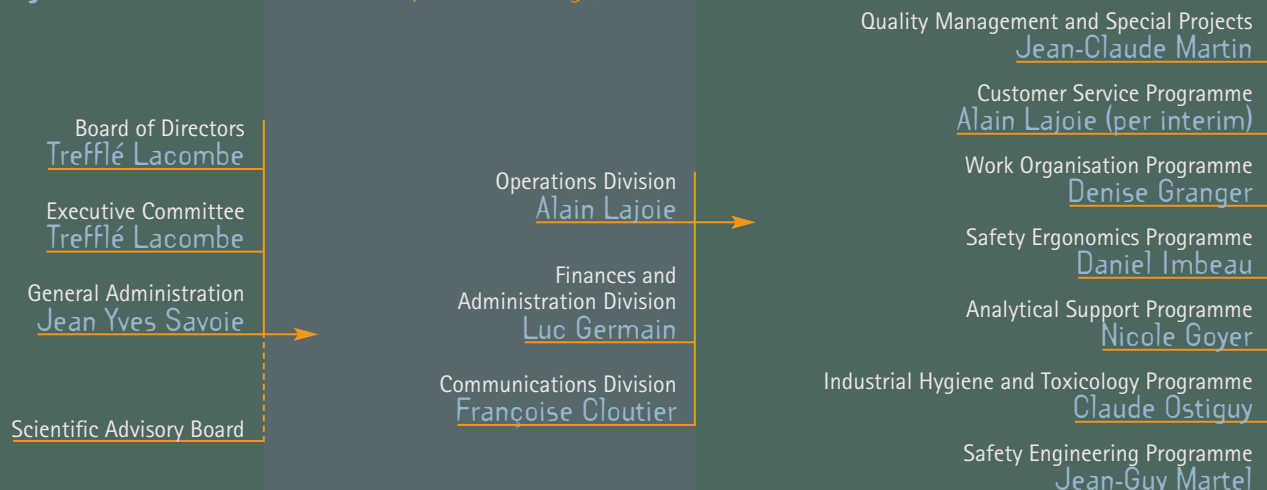 Board of Directors
Trefflé Lacombe
Executive Committee
Trefflé Lacombe
General Administration
Jean Yves Savoie
Scientific Advisory Board
Operations Division
Alain Lajoie
Finances and
Administration Division
Luc Germain
Communications Division
Françoise Cloutier
Quality Management and Special Projects
Jean-Claude Martin
Customer Service Programme
Alain Lajoie (per interim)
Work Organisation Programme
Denise Granger
Safety Ergonomics Programme
Daniel Imbeau
Analytical Support Programme
Nicole Goyer
Industrial Hygiene and Toxicology Programme
Claude Ostiguy
Safety Engineering Programme
Jean-Guy Martel